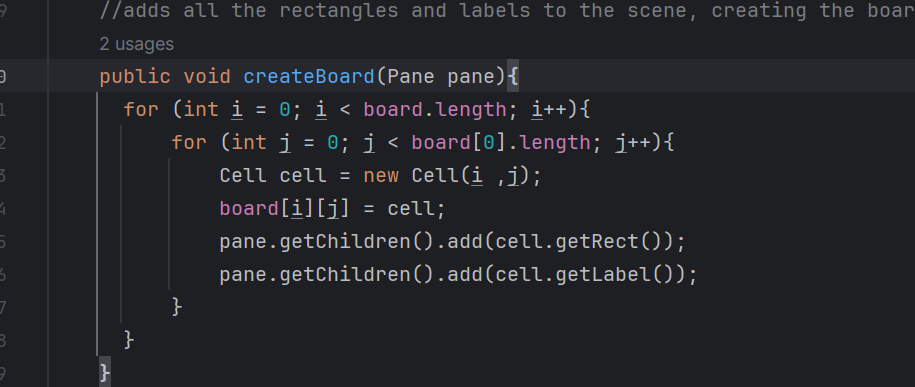 9 //adds all the rectangles and labels to the scene, creating the boar
2 usages
0 public void createBoard(Pane pane){
1 for (int i = 0; i < board.length; i++){
2 for (int j = 0; j < board[0].length; j++){
3 Cell cell = new Cell(i ,j);
4 board[i][j] = cell;
5 pane.getChildren().add(cell.getRect());
6 pane.getChildren().add(cell.getLabel());
7 }
8 }
9 }